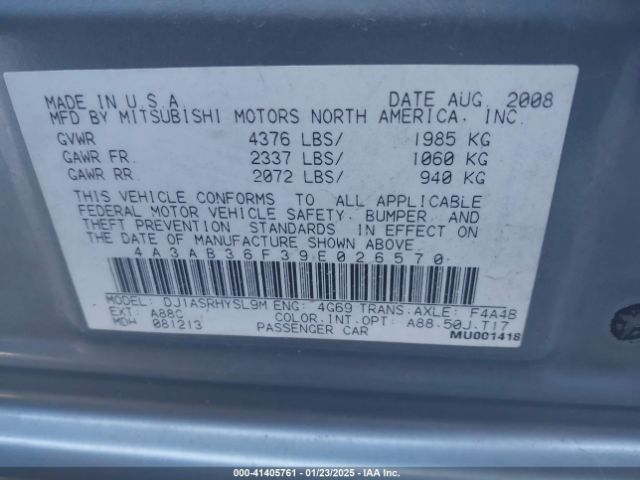 MADE IN U.S.A DATE AUG. 2008
MFD BY MITSUBISHI MOTORS NORTH AMERICA, INC.
GVWR 4376 LBS/ 1985 KG
GAWR FR. 2337 LBS/ 1060 KG
GAWR RR. 2072 LBS/ 940 KG
THIS VEHICLE CONFORMS TO ALL APPLICABLE
FEDERAL MOTOR VEHICLE SAFETY, BUMPER, AND
THEFT PREVENTION STANDARDS IN EFFECT ON
THE DATE OF MANUFACTURE SHOWN ABOVE.
4A3AB36F39E026570
MODEL: DJ1ASRHYSL9M ENG: 4G69 TRANS.AXLE: F4A4B
EXT: A88C COLOR.INT.OPT: A88.50J.T17
MDH 081213 PASSENGER CAR
MU001418
© IAA Inc. #000-41405761 - 01/23/2025 - IAAI.com